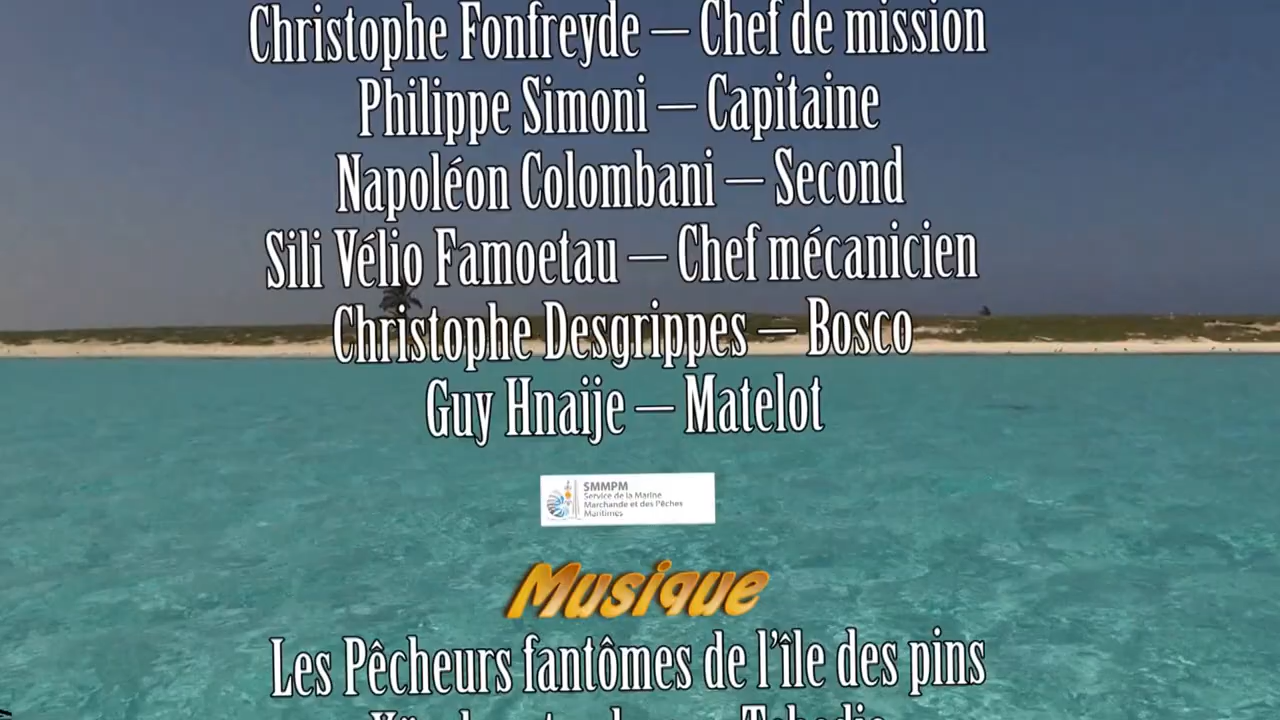 Christophe Fonfreyde – Chef de mission
Philippe Simoni – Capitaine
Napoléon Colombani – Second
Sili Vélio Famoetau – Chef mécanicien
Christophe Desgrippes – Bosco
Guy Hnaije – Matelot
SMMPM
Service de la Marine
Marchande et des Pêches
Maritimes
Musique
Les Pêcheurs fantômes de l'île des pins